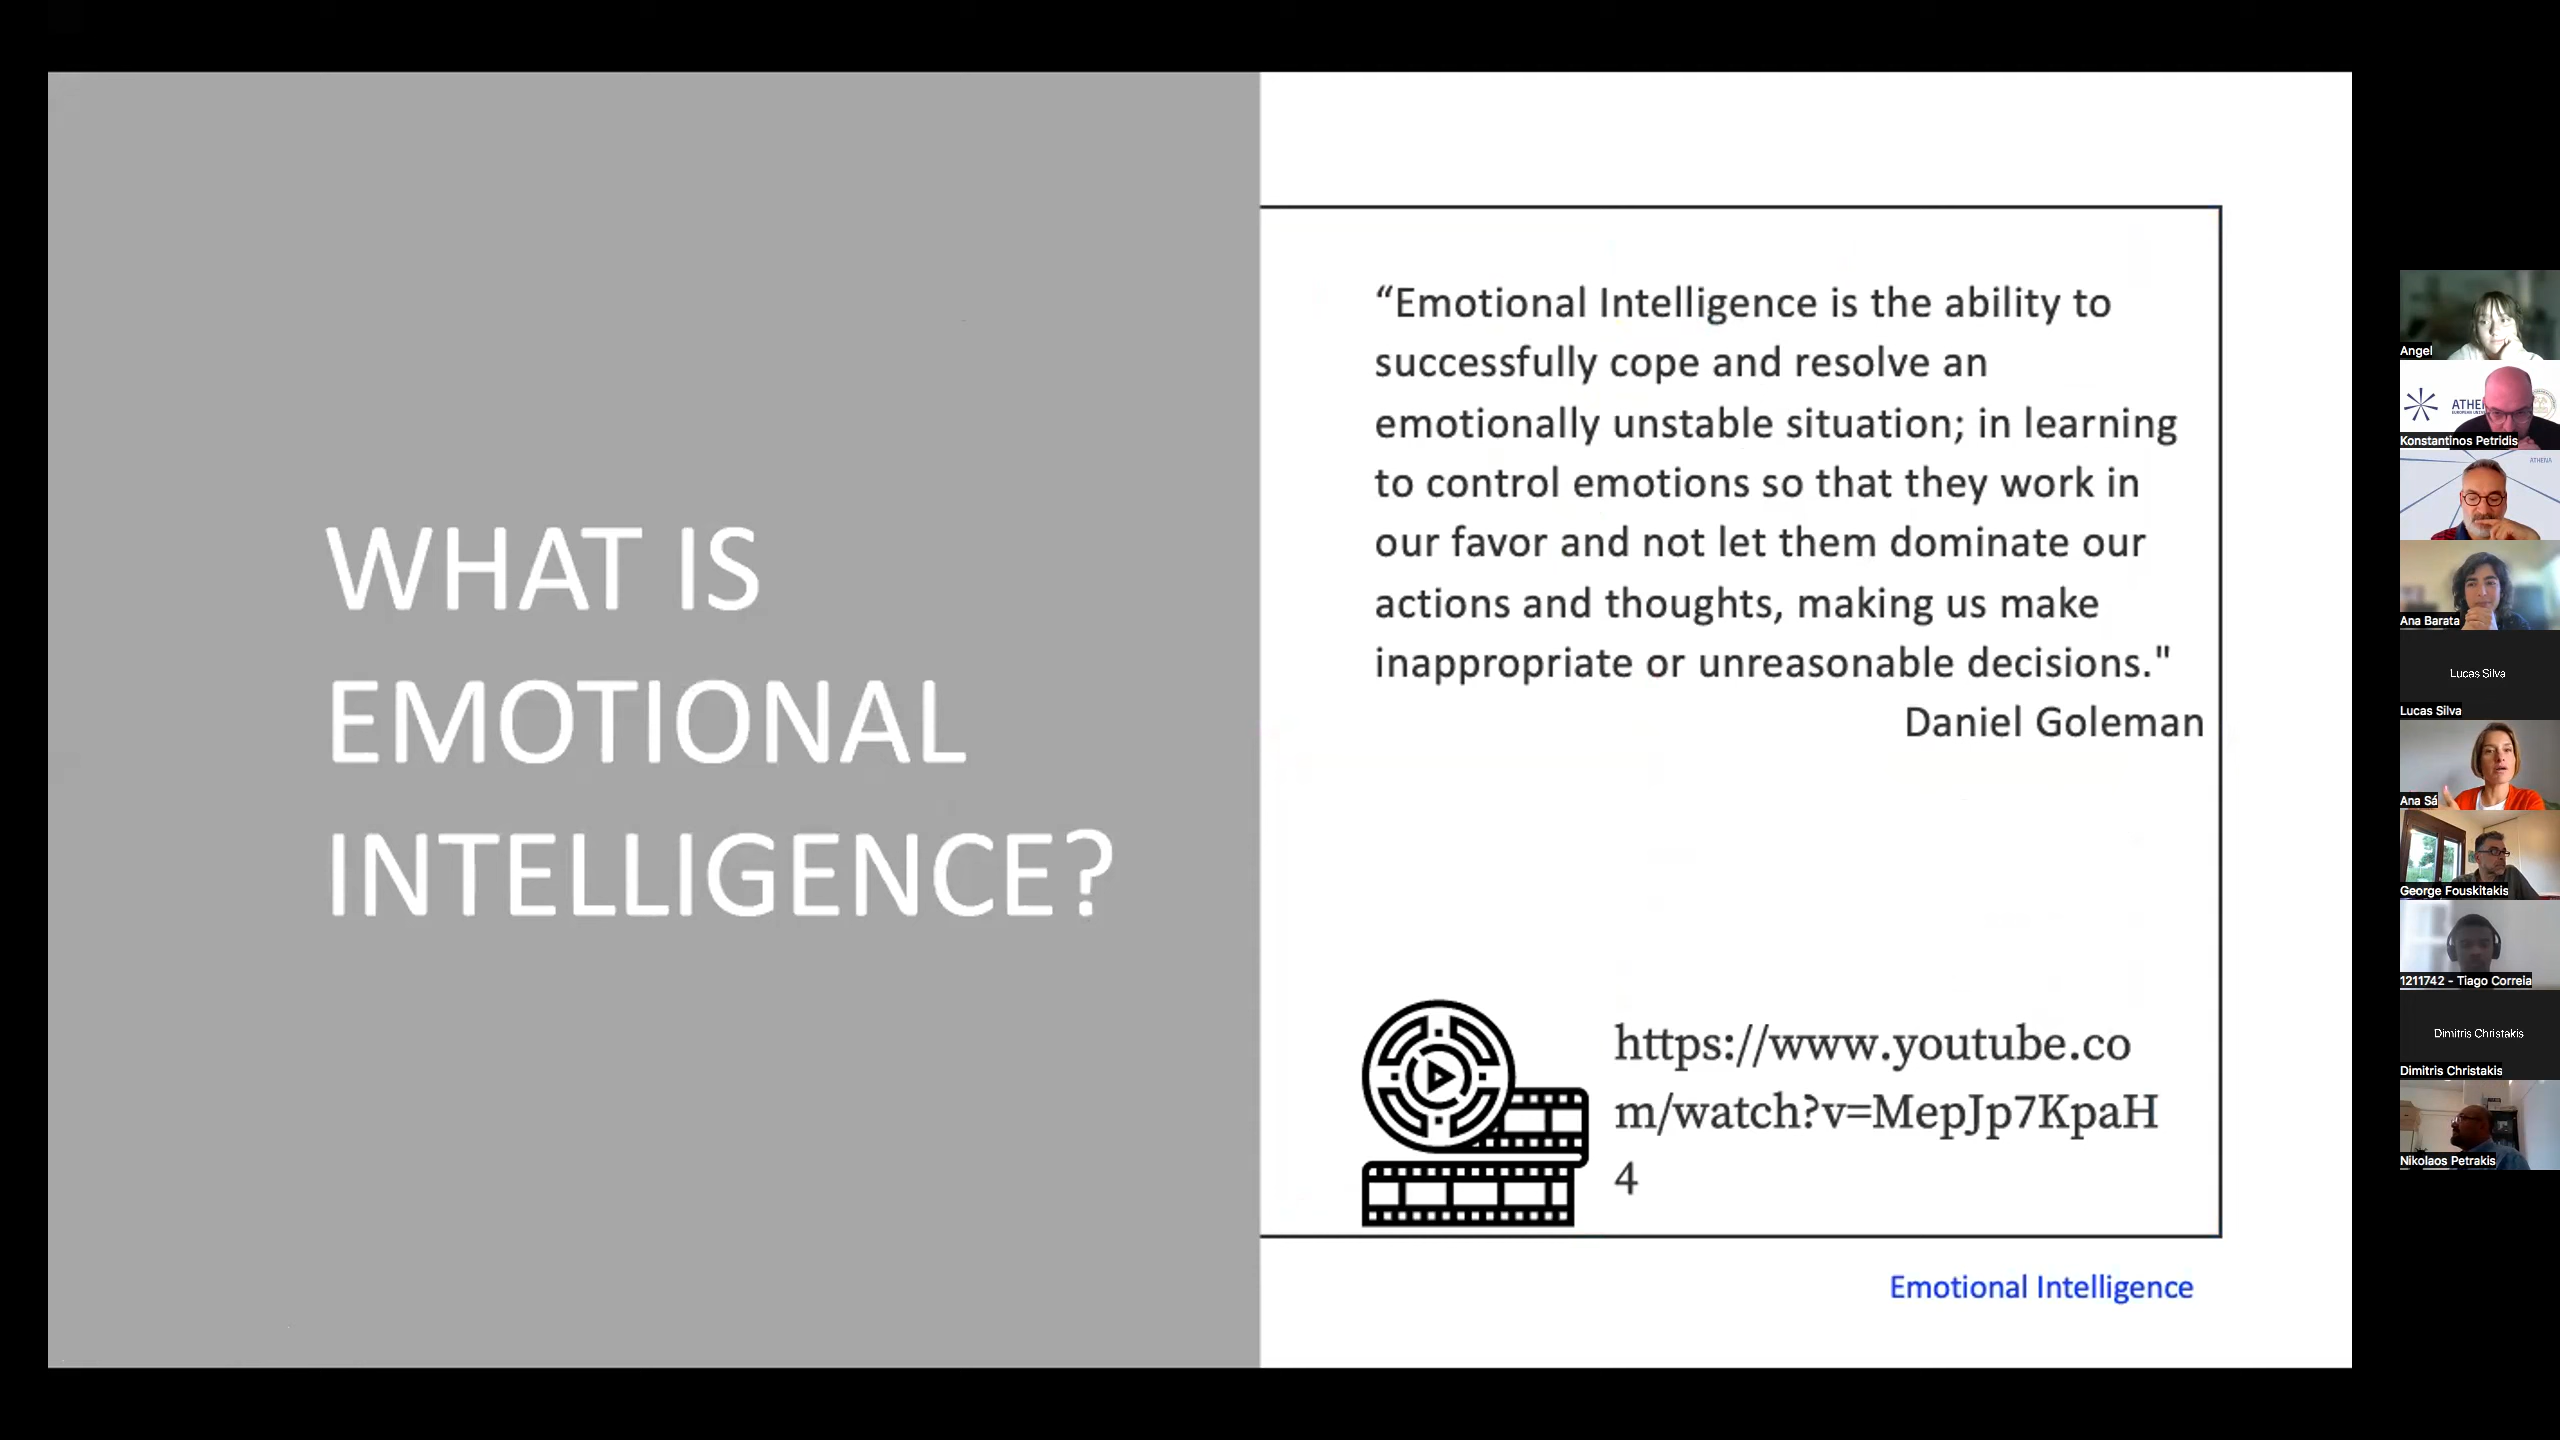 WHAT IS
EMOTIONAL
INTELLIGENCE?
“Emotional Intelligence is the ability to
successfully cope and resolve an
emotionally unstable situation; in learning
to control emotions so that they work in
our favor and not let them dominate our
actions and thoughts, making us make
inappropriate or unreasonable decisions."
Daniel Goleman
https://www.youtube.co
m/watch?v=MepJp7KpaH
4
Emotional Intelligence
Angel
Konstantinos Petridis
ATHENA
Ana Barata
Lucas Silva
Lucas Silva
Ana Sá
George Fouskitakis
1211742 - Tiago Correia
Dimitris Christakis
Dimitris Christakis
Nikolaos Petrakis